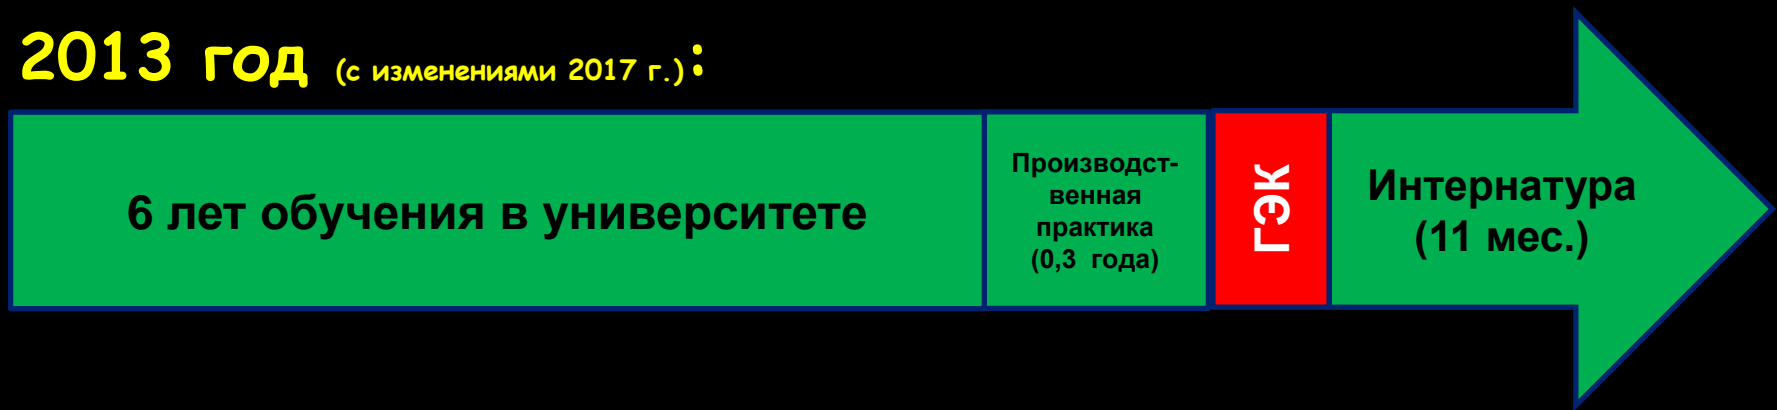 2013 год (с изменениями 2017 г.):
6 лет обучения в университете
Производст-
венная
практика
(0,3 года)
ГЭК
Интернатура
(11 мес.)